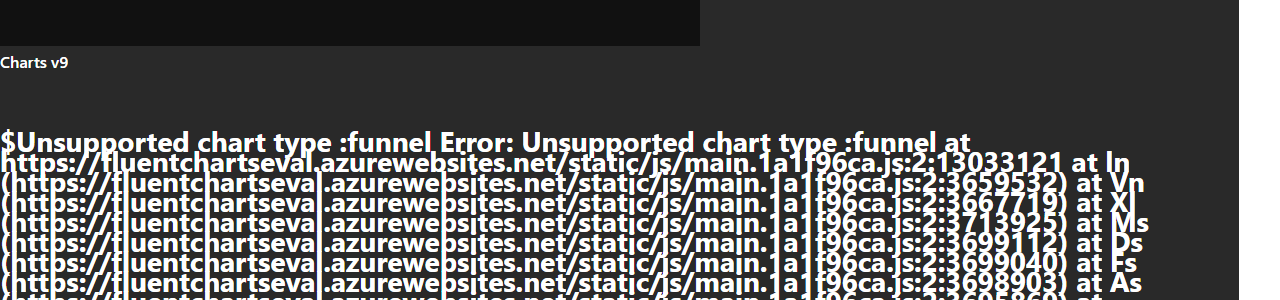 Charts v9
$Unsupported chart type :funnel Error: Unsupported chart type :funnel at
https://fluentchartseval.azurewebsites.net/static/js/main.1a1f96ca.js:2:13033121 at In
(https://fluentchartseval.azurewebsites.net/static/js/main.1a1f96ca.js:2:3659532) at Vn
(https://fluentchartseval.azurewebsites.net/static/js/main.1a1f96ca.js:2:3667719) at Xl
(https://fluentchartseval.azurewebsites.net/static/js/main.1a1f96ca.js:2:3713925) at Ms
(https://fluentchartseval.azurewebsites.net/static/js/main.1a1f96ca.js:2:3699112) at Ds
(https://fluentchartseval.azurewebsites.net/static/js/main.1a1f96ca.js:2:3699040) at Fs
(https://fluentchartseval.azurewebsites.net/static/js/main.1a1f96ca.js:2:3698903) at As